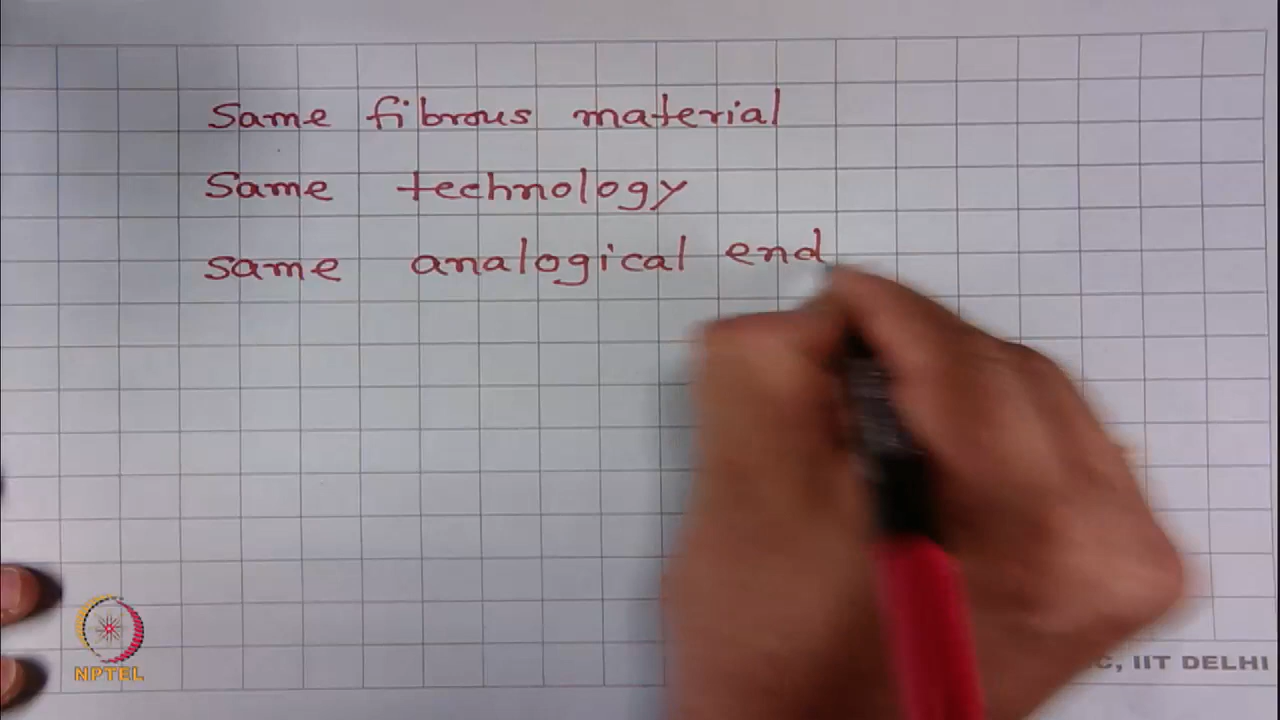 Same fibrous material
Same technology
same analogical end
NPTEL
C, IIT DELHI